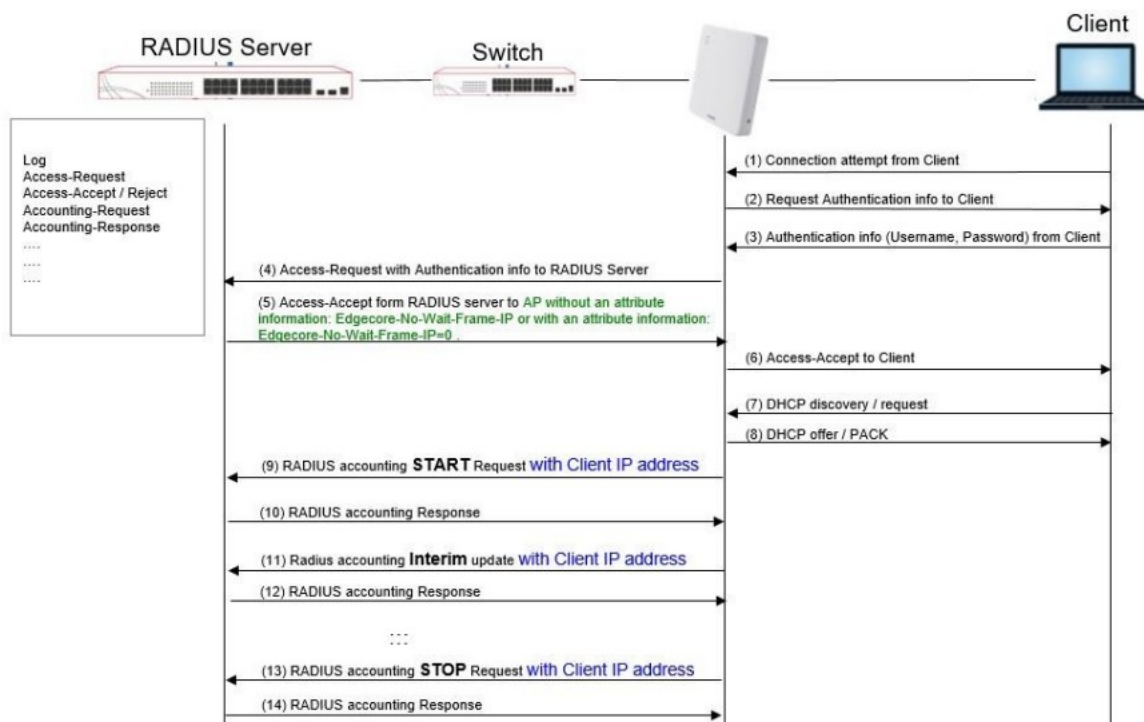 RADIUS Server
Switch
Client
Log
Access-Request
Access-Accept / Reject
Accounting-Request
Accounting-Response
....
....
....
(1) Connection attempt from Client
(2) Request Authentication info to Client
(3) Authentication info (Username, Password) from Client
(4) Access-Request with Authentication info to RADIUS Server
(5) Access-Accept form RADIUS server to AP without an attribute
information: Edgecore-No-Wait-Frame-IP or with an attribute information:
Edgecore-No-Wait-Frame-IP=0 .
(6) Access-Accept to Client
(7) DHCP discovery / request
(8) DHCP offer / PACK
(9) RADIUS accounting START Request with Client IP address
(10) RADIUS accounting Response
(11) Radius accounting Interim update with Client IP address
(12) RADIUS accounting Response
:::
(13) RADIUS accounting STOP Request with Client IP address
(14) RADIUS accounting Response